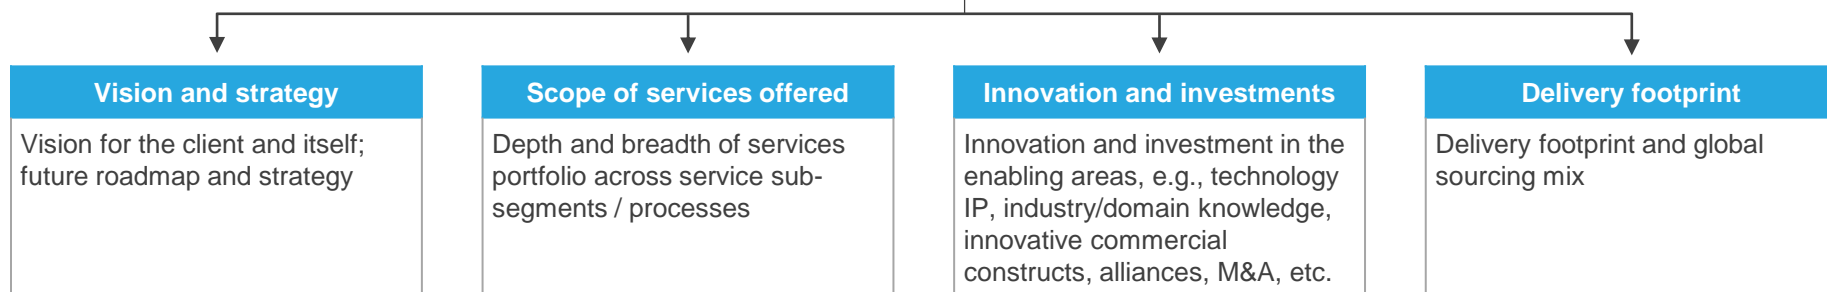 Vision and strategy
Vision for the client and itself;
future roadmap and strategy
Scope of services offered
Depth and breadth of services
portfolio across service sub-
segments / processes
Innovation and investments
Innovation and investment in the
enabling areas, e.g., technology
IP, industry/domain knowledge,
innovative commercial
constructs, alliances, M&A, etc.
Delivery footprint
Delivery footprint and global
sourcing mix